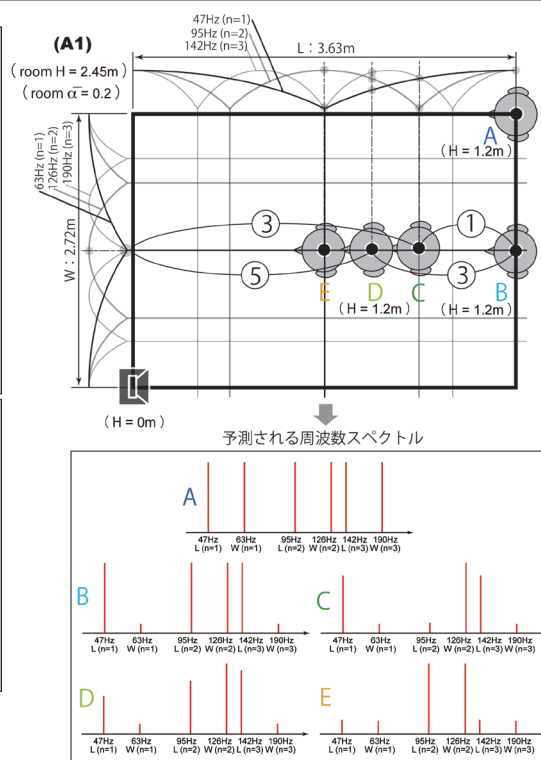 47Hz (n=1)
95Hz (n=2)
142Hz (n=3)
(A1)
L：3.63m
( room H = 2.45m )
( room α̅ = 0.2 )
63Hz (n=1)
126Hz (n=2)
190Hz (n=3)
W：2.72m
A
( H = 1.2m )
③
①
⑤
③
E
D
C
B
( H = 1.2m )
( H = 1.2m )
( H = 0m )
予測される周波数スペクトル
A
47Hz 63Hz 95Hz 126Hz 142Hz 190Hz
L (n=1) W (n=1) L (n=2) W (n=2) L (n=3) W (n=3)
B
47Hz 63Hz 95Hz 126Hz 142Hz 190Hz
L (n=1) W (n=1) L (n=2) W (n=2) L (n=3) W (n=3)
C
47Hz 63Hz 95Hz 126Hz 142Hz 190Hz
L (n=1) W (n=1) L (n=2) W (n=2) L (n=3) W (n=3)
D
47Hz 63Hz 95Hz 126Hz 142Hz 190Hz
L (n=1) W (n=1) L (n=2) W (n=2) L (n=3) W (n=3)
E
47Hz 63Hz 95Hz 126Hz 142Hz 190Hz
L (n=1) W (n=1) L (n=2) W (n=2) L (n=3) W (n=3)